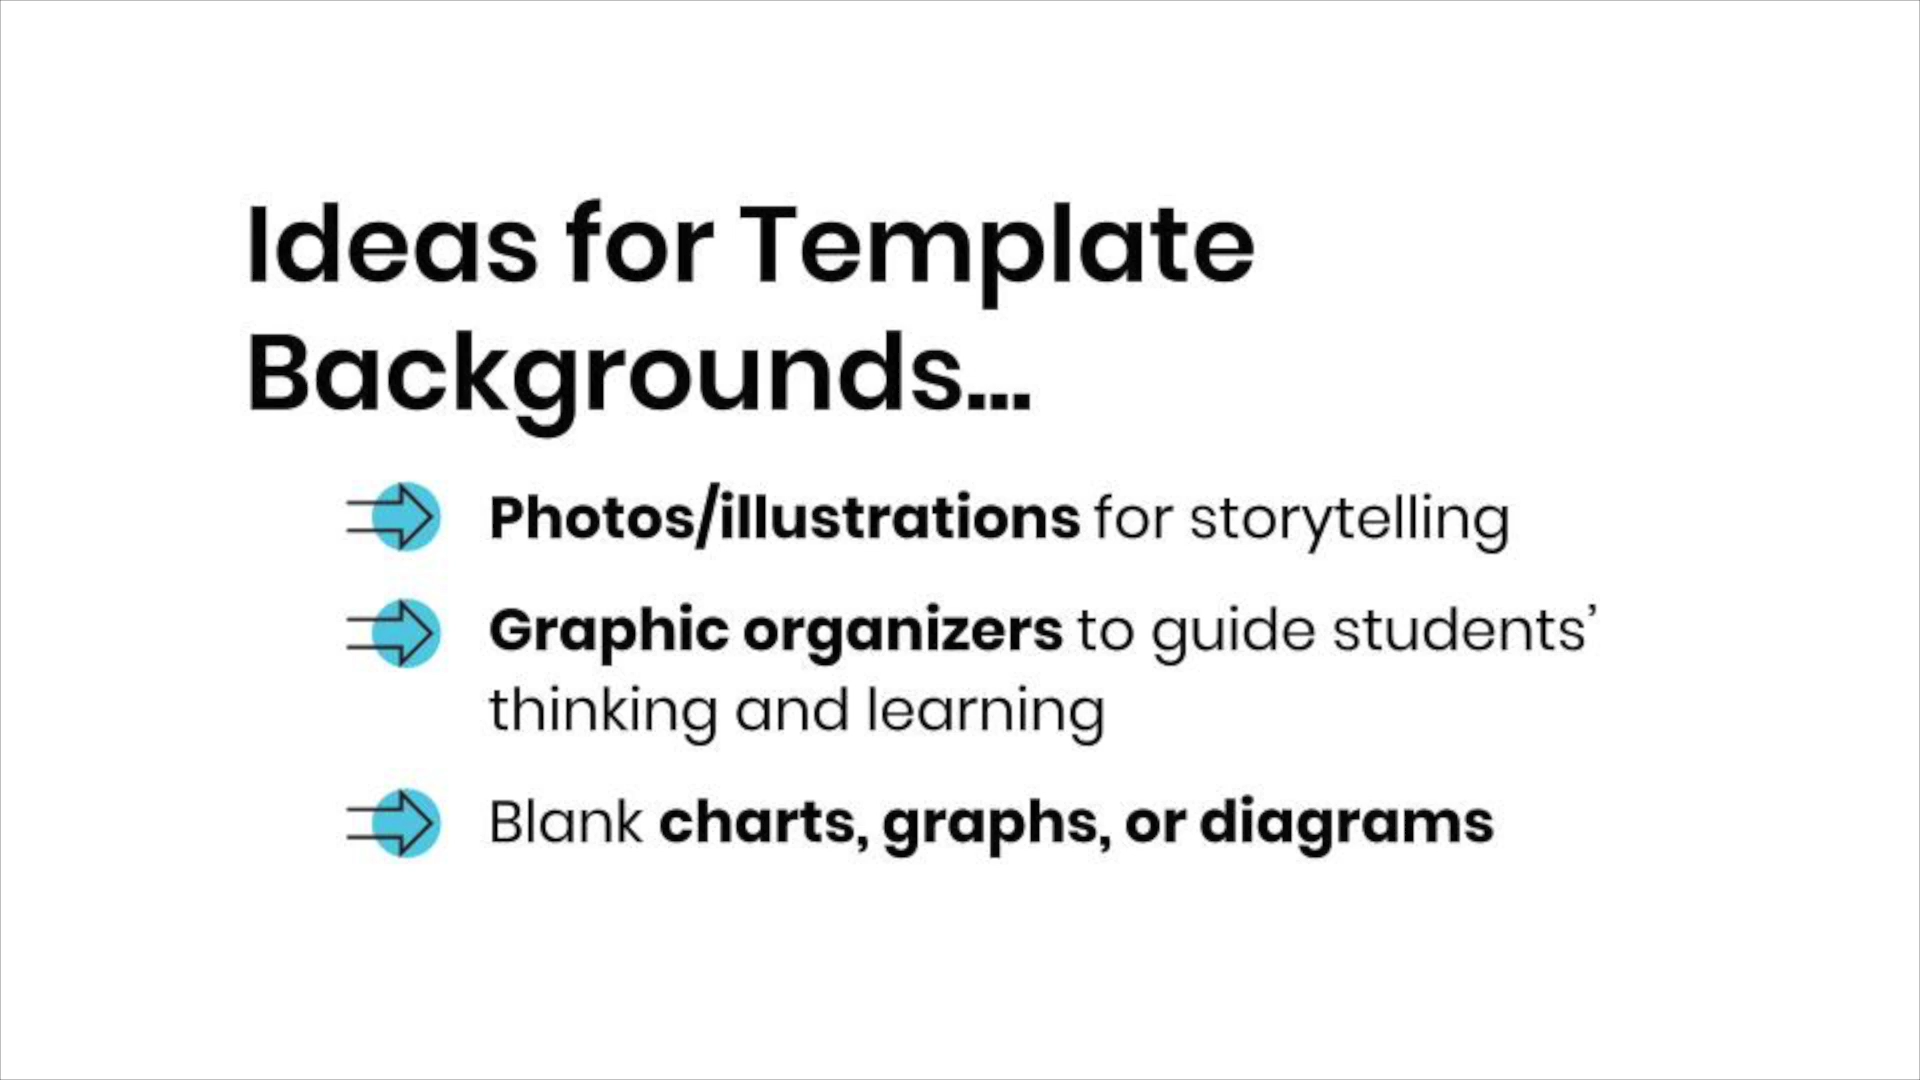 Ideas for Template
Backgrounds...
Photos/illustrations for storytelling
Graphic organizers to guide students’
thinking and learning
Blank charts, graphs, or diagrams